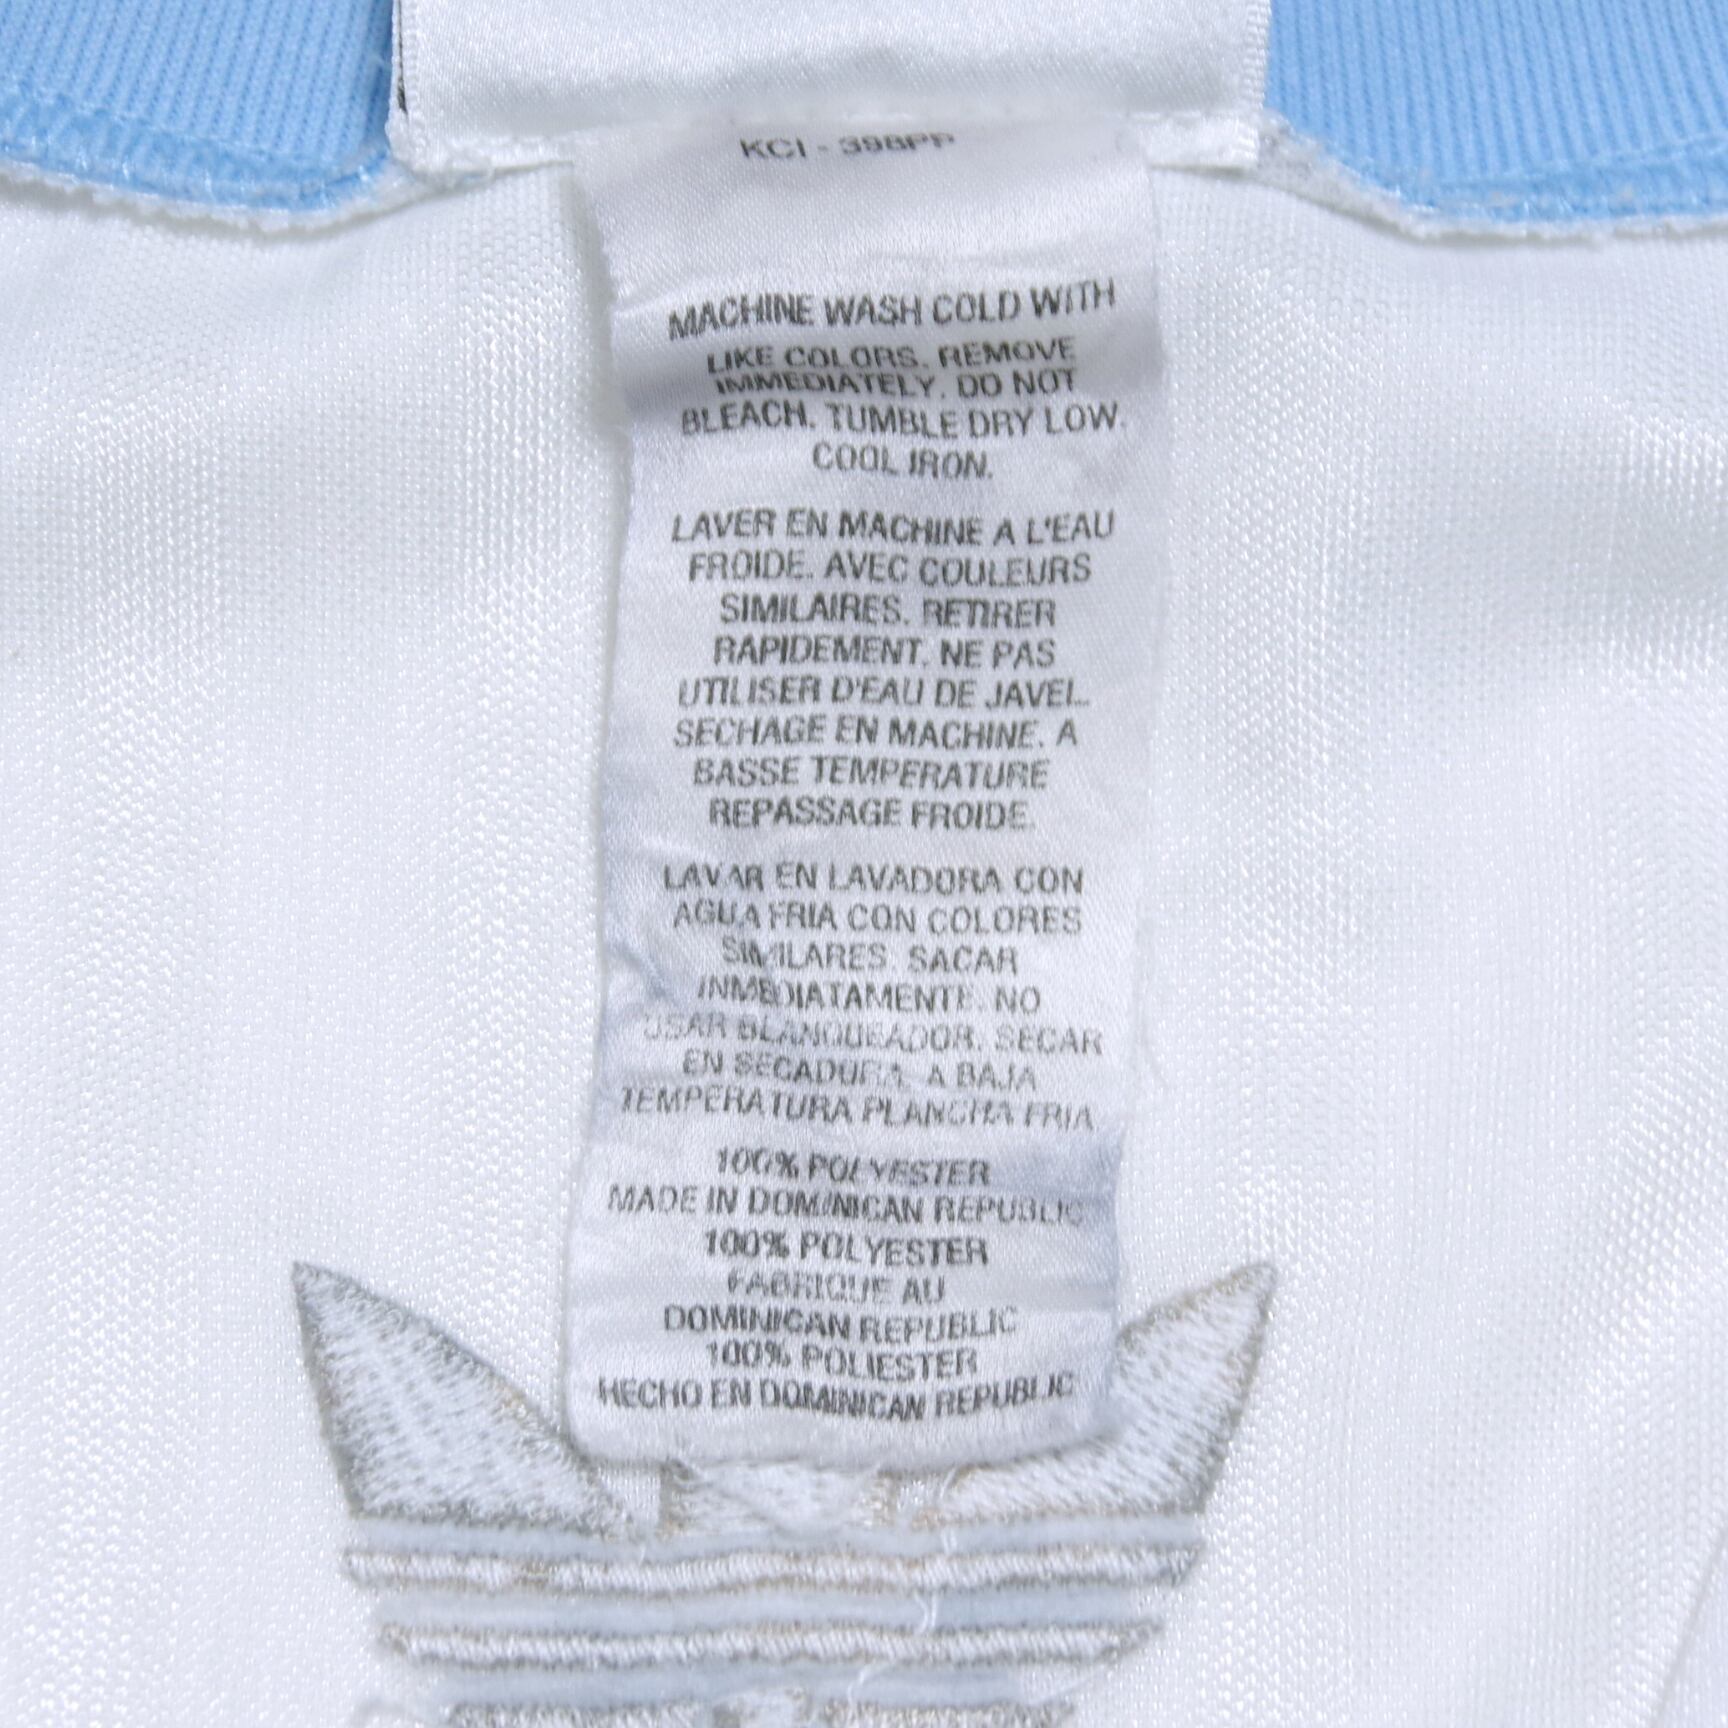 KCI - 398PP
MACHINE WASH COLD WITH
LIKE COLORS. REMOVE
IMMEDIATELY. DO NOT
BLEACH. TUMBLE DRY LOW.
COOL IRON.
LAVER EN MACHINE A L'EAU
FROIDE. AVEC COULEURS
SIMILAIRES. RETIRER
RAPIDEMENT. NE PAS
UTILISER D'EAU DE JAVEL.
SECHAGE EN MACHINE. A
BASSE TEMPERATURE
REPASSAGE FROIDE.
LAVAR EN LAVADORA CON
AGUA FRIA CON COLORES
SIMILARES. SACAR
INMEDIATAMENTE. NO
USAR BLANQUEADOR. SECAR
EN SECADURA. A BAJA
TEMPERATURA PLANCHA FRIA
100% POLYESTER
MADE IN DOMINICAN REPUBLIC
100% POLYESTER
FABRIQUE AU
DOMINICAN REPUBLIC
100% POLIESTER
HECHO EN DOMINICAN REPUBLIC